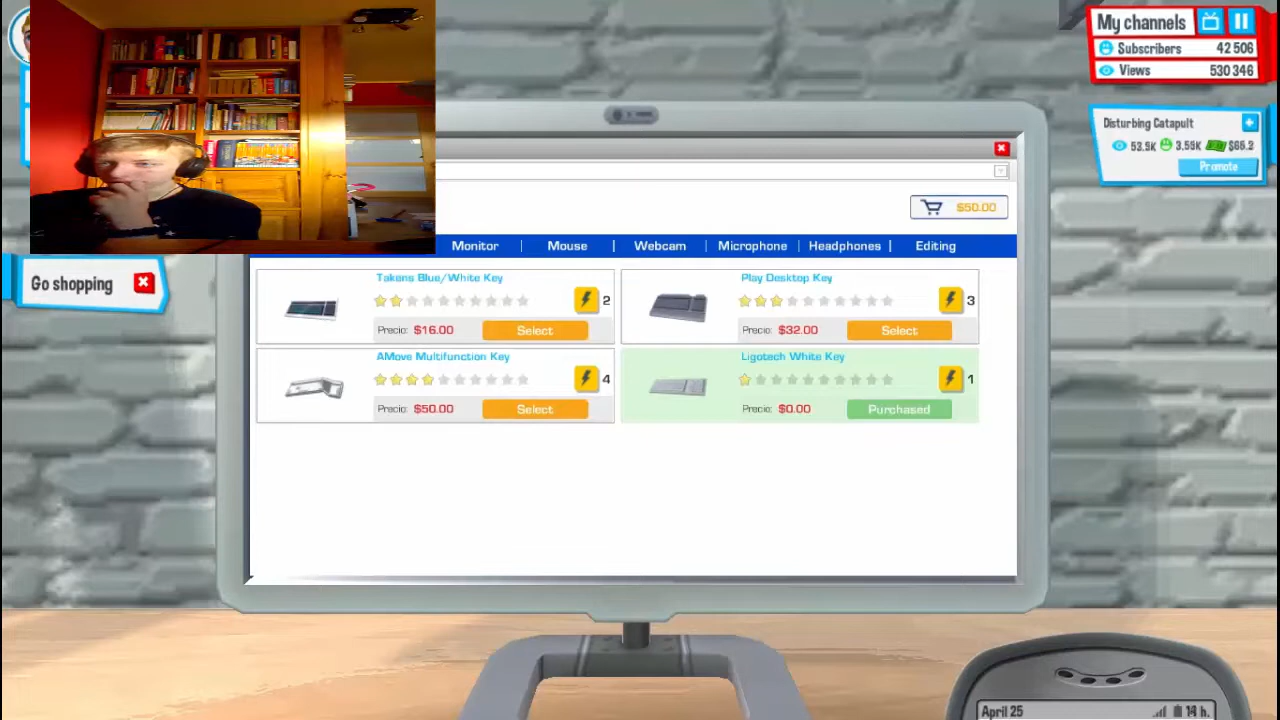 My channels
Subscribers 42 506
Views 530 346
Disturbing Catapult
53.9K 3.59K $66.2
Promote
$50.00
Monitor | Mouse | Webcam | Microphone | Headphones | Editing
Go shopping
Takens Blue/White Key
2
Precio: $16.00 Select
Play Desktop Key
3
Precio: $32.00 Select
AMove Multifunction Key
4
Precio: $50.00 Select
Ligotech White Key
1
Precio: $0.00 Purchased
April 25 14 h.